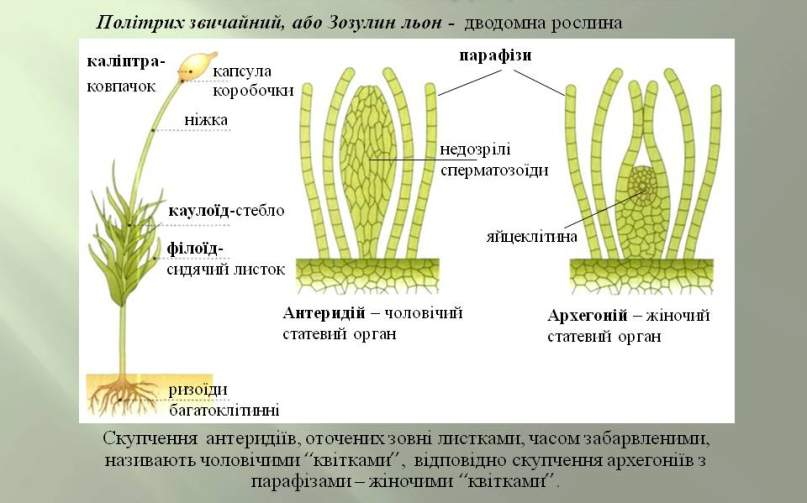 Політрих звичайний, або Зозулин льон - дводомна рослина
каліптра-
ковпачок
капсула
коробочки
ніжка
каулоїд-стебло
філоїд-
сидячий листок
ризоїди
багатоклітинні
парафізи
недозрілі
сперматозоїди
яйцеклітина
Антеридій – чоловічий
статевий орган
Архегоній – жіночий
статевий орган
Скупчення антеридіїв, оточених зовні листками, часом забарвленими,
називають чоловічими “квітками”, відповідно скупчення архегоніїв з
парафізами – жіночими “квітками”.